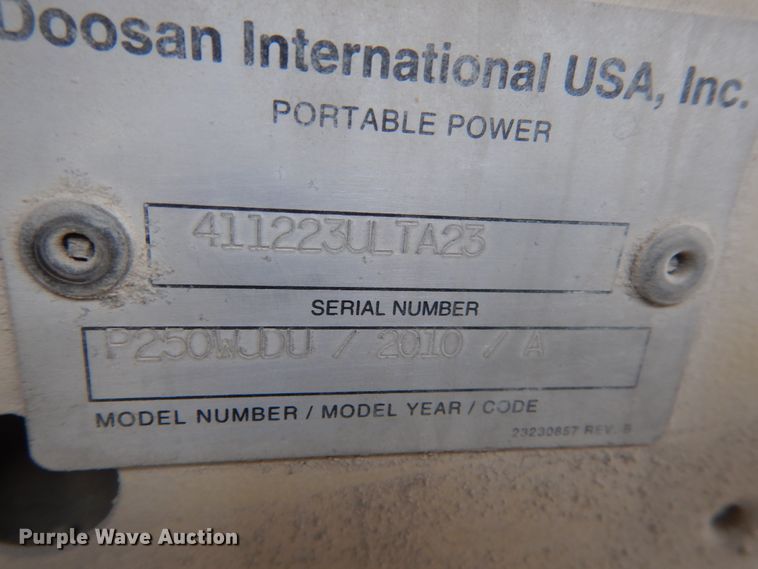 Doosan International USA, Inc.
PORTABLE POWER
411223ULTA23
SERIAL NUMBER
P250WJDU / 2010 / A
MODEL NUMBER / MODEL YEAR / CODE
23230857 REV. B
Purple Wave Auction